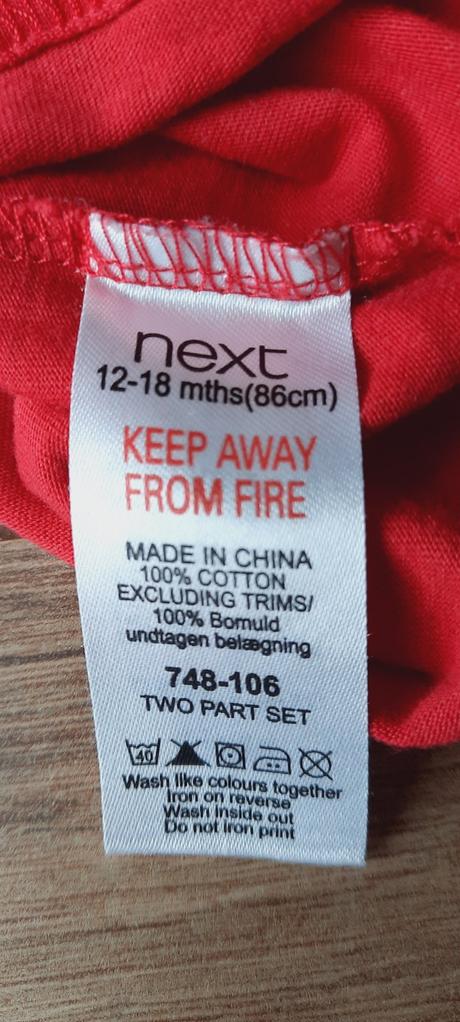 next
12-18 mths(86cm)
KEEP AWAY
FROM FIRE
MADE IN CHINA
100% COTTON
EXCLUDING TRIMS/
100% Bomuld
undtagen belægning
748-106
TWO PART SET
40
Wash like colours together
Iron on reverse
Wash inside out
Do not iron print